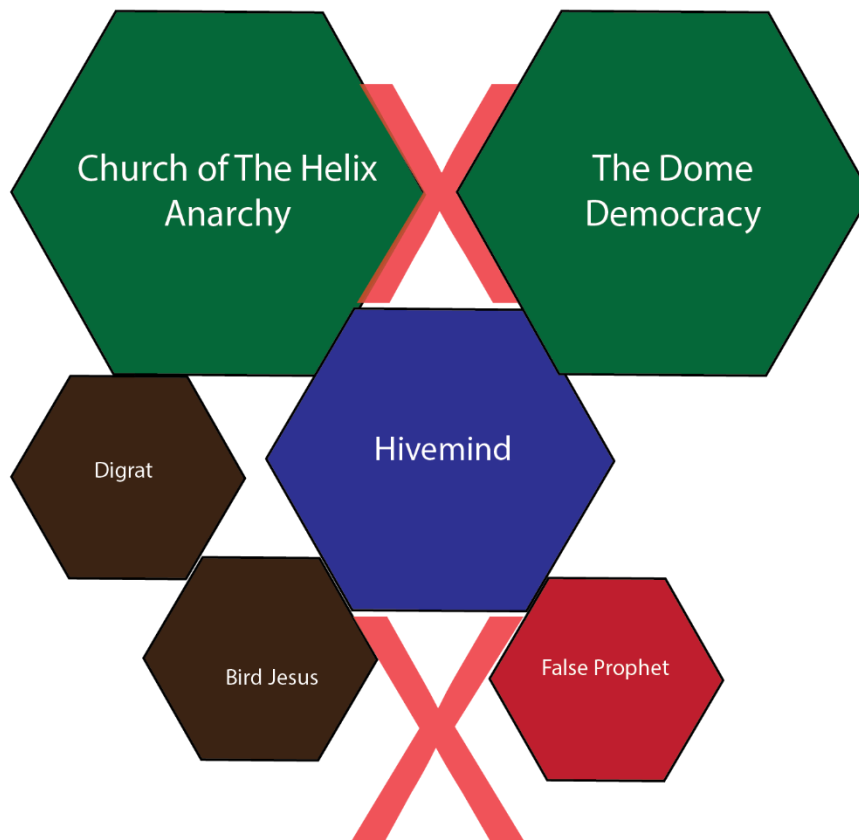 Church of The Helix
Anarchy
The Dome
Democracy
Hivemind
Digrat
Bird Jesus
False Prophet